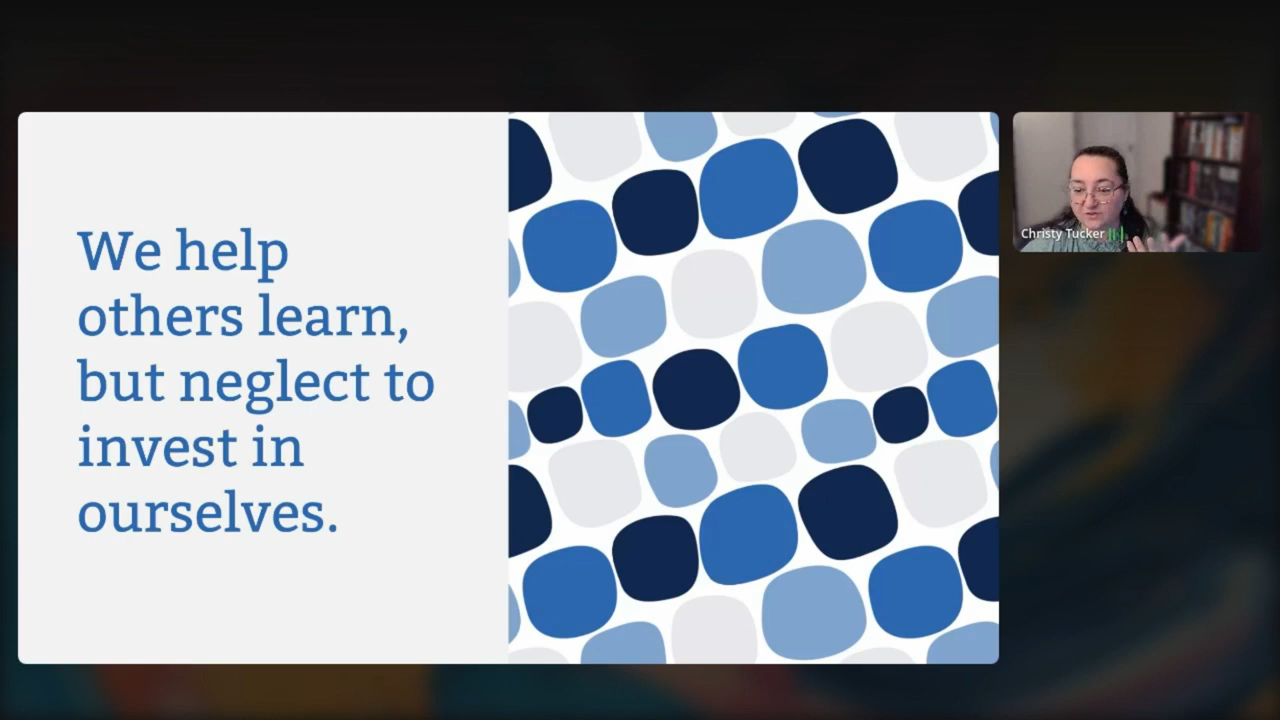 We help
others learn,
but neglect to
invest in
ourselves.
Christy Tucker